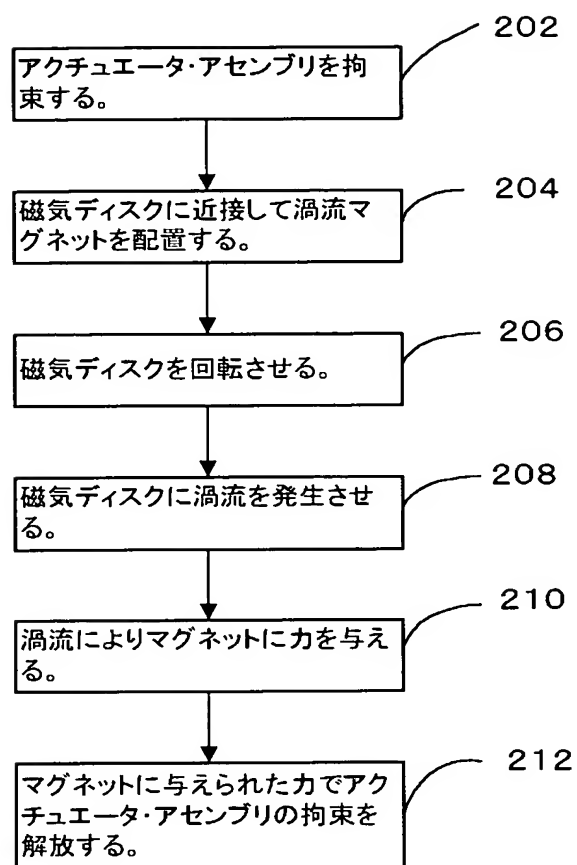 202
アクチュエータ・アセンブリを拘
束する。
204
磁気ディスクに近接して渦流マ
グネットを配置する。
206
磁気ディスクを回転させる。
208
磁気ディスクに渦流を発生させ
る。
210
渦流によりマグネットに力を与え
る。
212
マグネットに与えられた力でアク
チュエータ・アセンブリの拘束を
解放する。